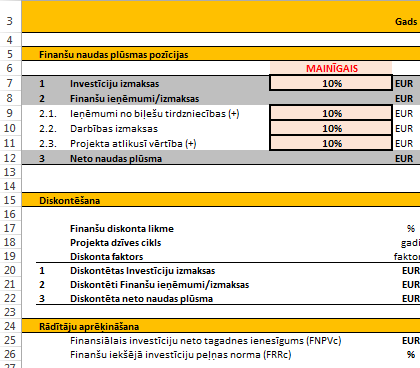 3 Gads
4
5 Finanšu naudas plūsmas pozīcijas
6 MAINĪGAIS
7 1 Investīciju izmaksas 10% EUR
8 2 Finanšu ieņēmumi/izmaksas EUR
9 2.1. Ieņēmumi no biļešu tirdzniecības (+) 10% EUR
10 2.2. Darbības izmaksas 10% EUR
11 2.3. Projekta atlikusī vērtība (+) 10% EUR
12 3 Neto naudas plūsma EUR
13
14
15 Diskontēšana
16
17 Finanšu diskonta likme %
18 Projekta dzīves cikls gadi
19 Diskonta faktors fakto
20 1 Diskontētas Investīciju izmaksas EUR
21 2 Diskontēti Finanšu ieņēmumi/izmaksas EUR
22 3 Diskontēta neto naudas plūsma EUR
23
24 Rādītāju aprēķināšana
25 Finansiālais investīciju neto tagadnes ienesīgums (FNPVc) EUR
26 Finanšu iekšējā investīciju peļņas norma (FRRc) %